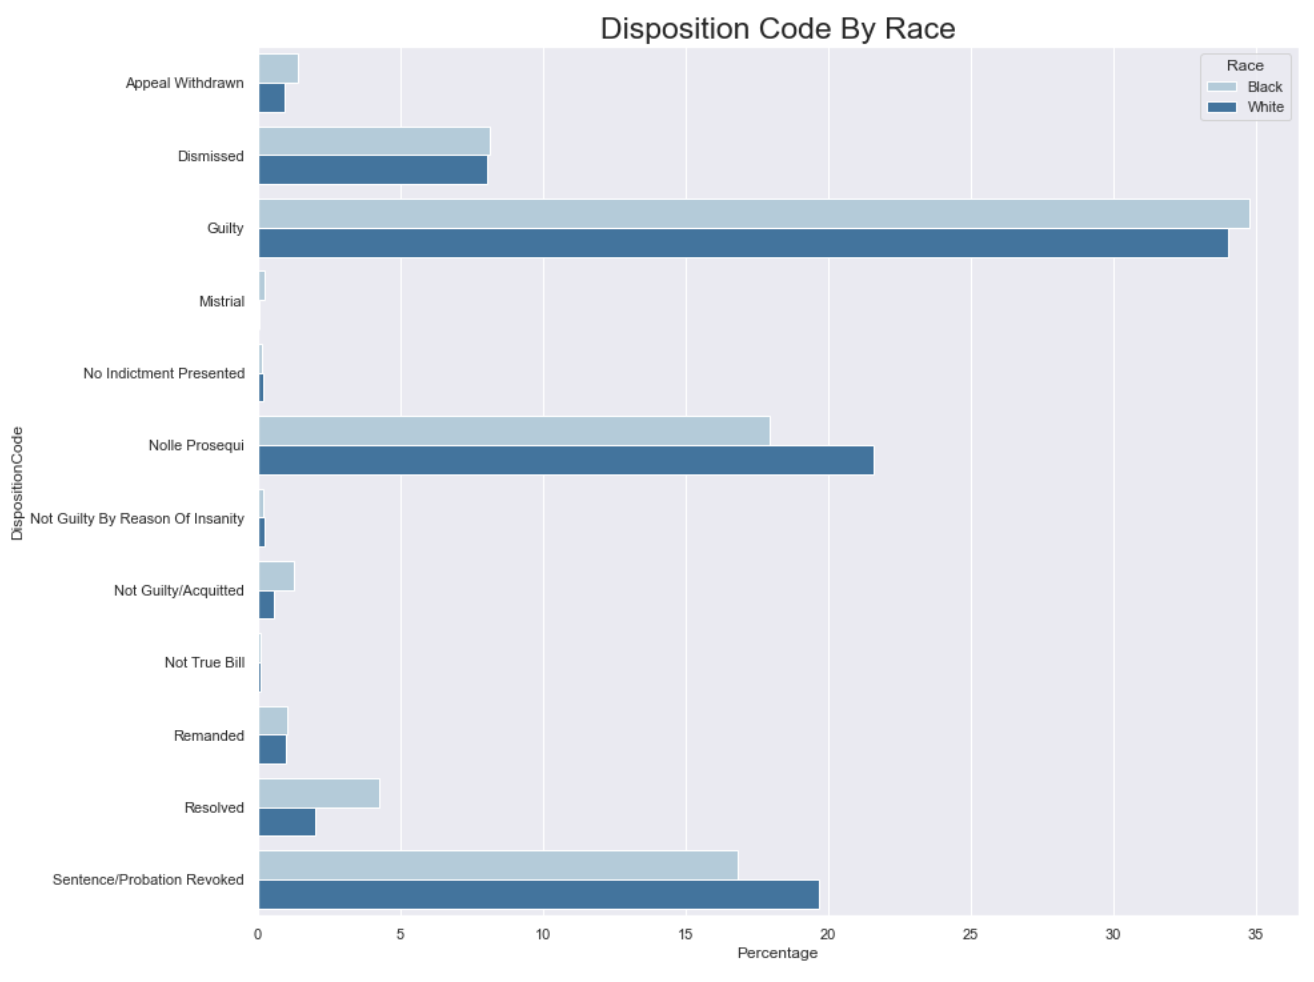 Disposition Code By Race
Race
Black
White
DispositionCode
Appeal Withdrawn
Dismissed
Guilty
Mistrial
No Indictment Presented
Nolle Prosequi
Not Guilty By Reason Of Insanity
Not Guilty/Acquitted
Not True Bill
Remanded
Resolved
Sentence/Probation Revoked
0 5 10 15 20 25 30 35
Percentage